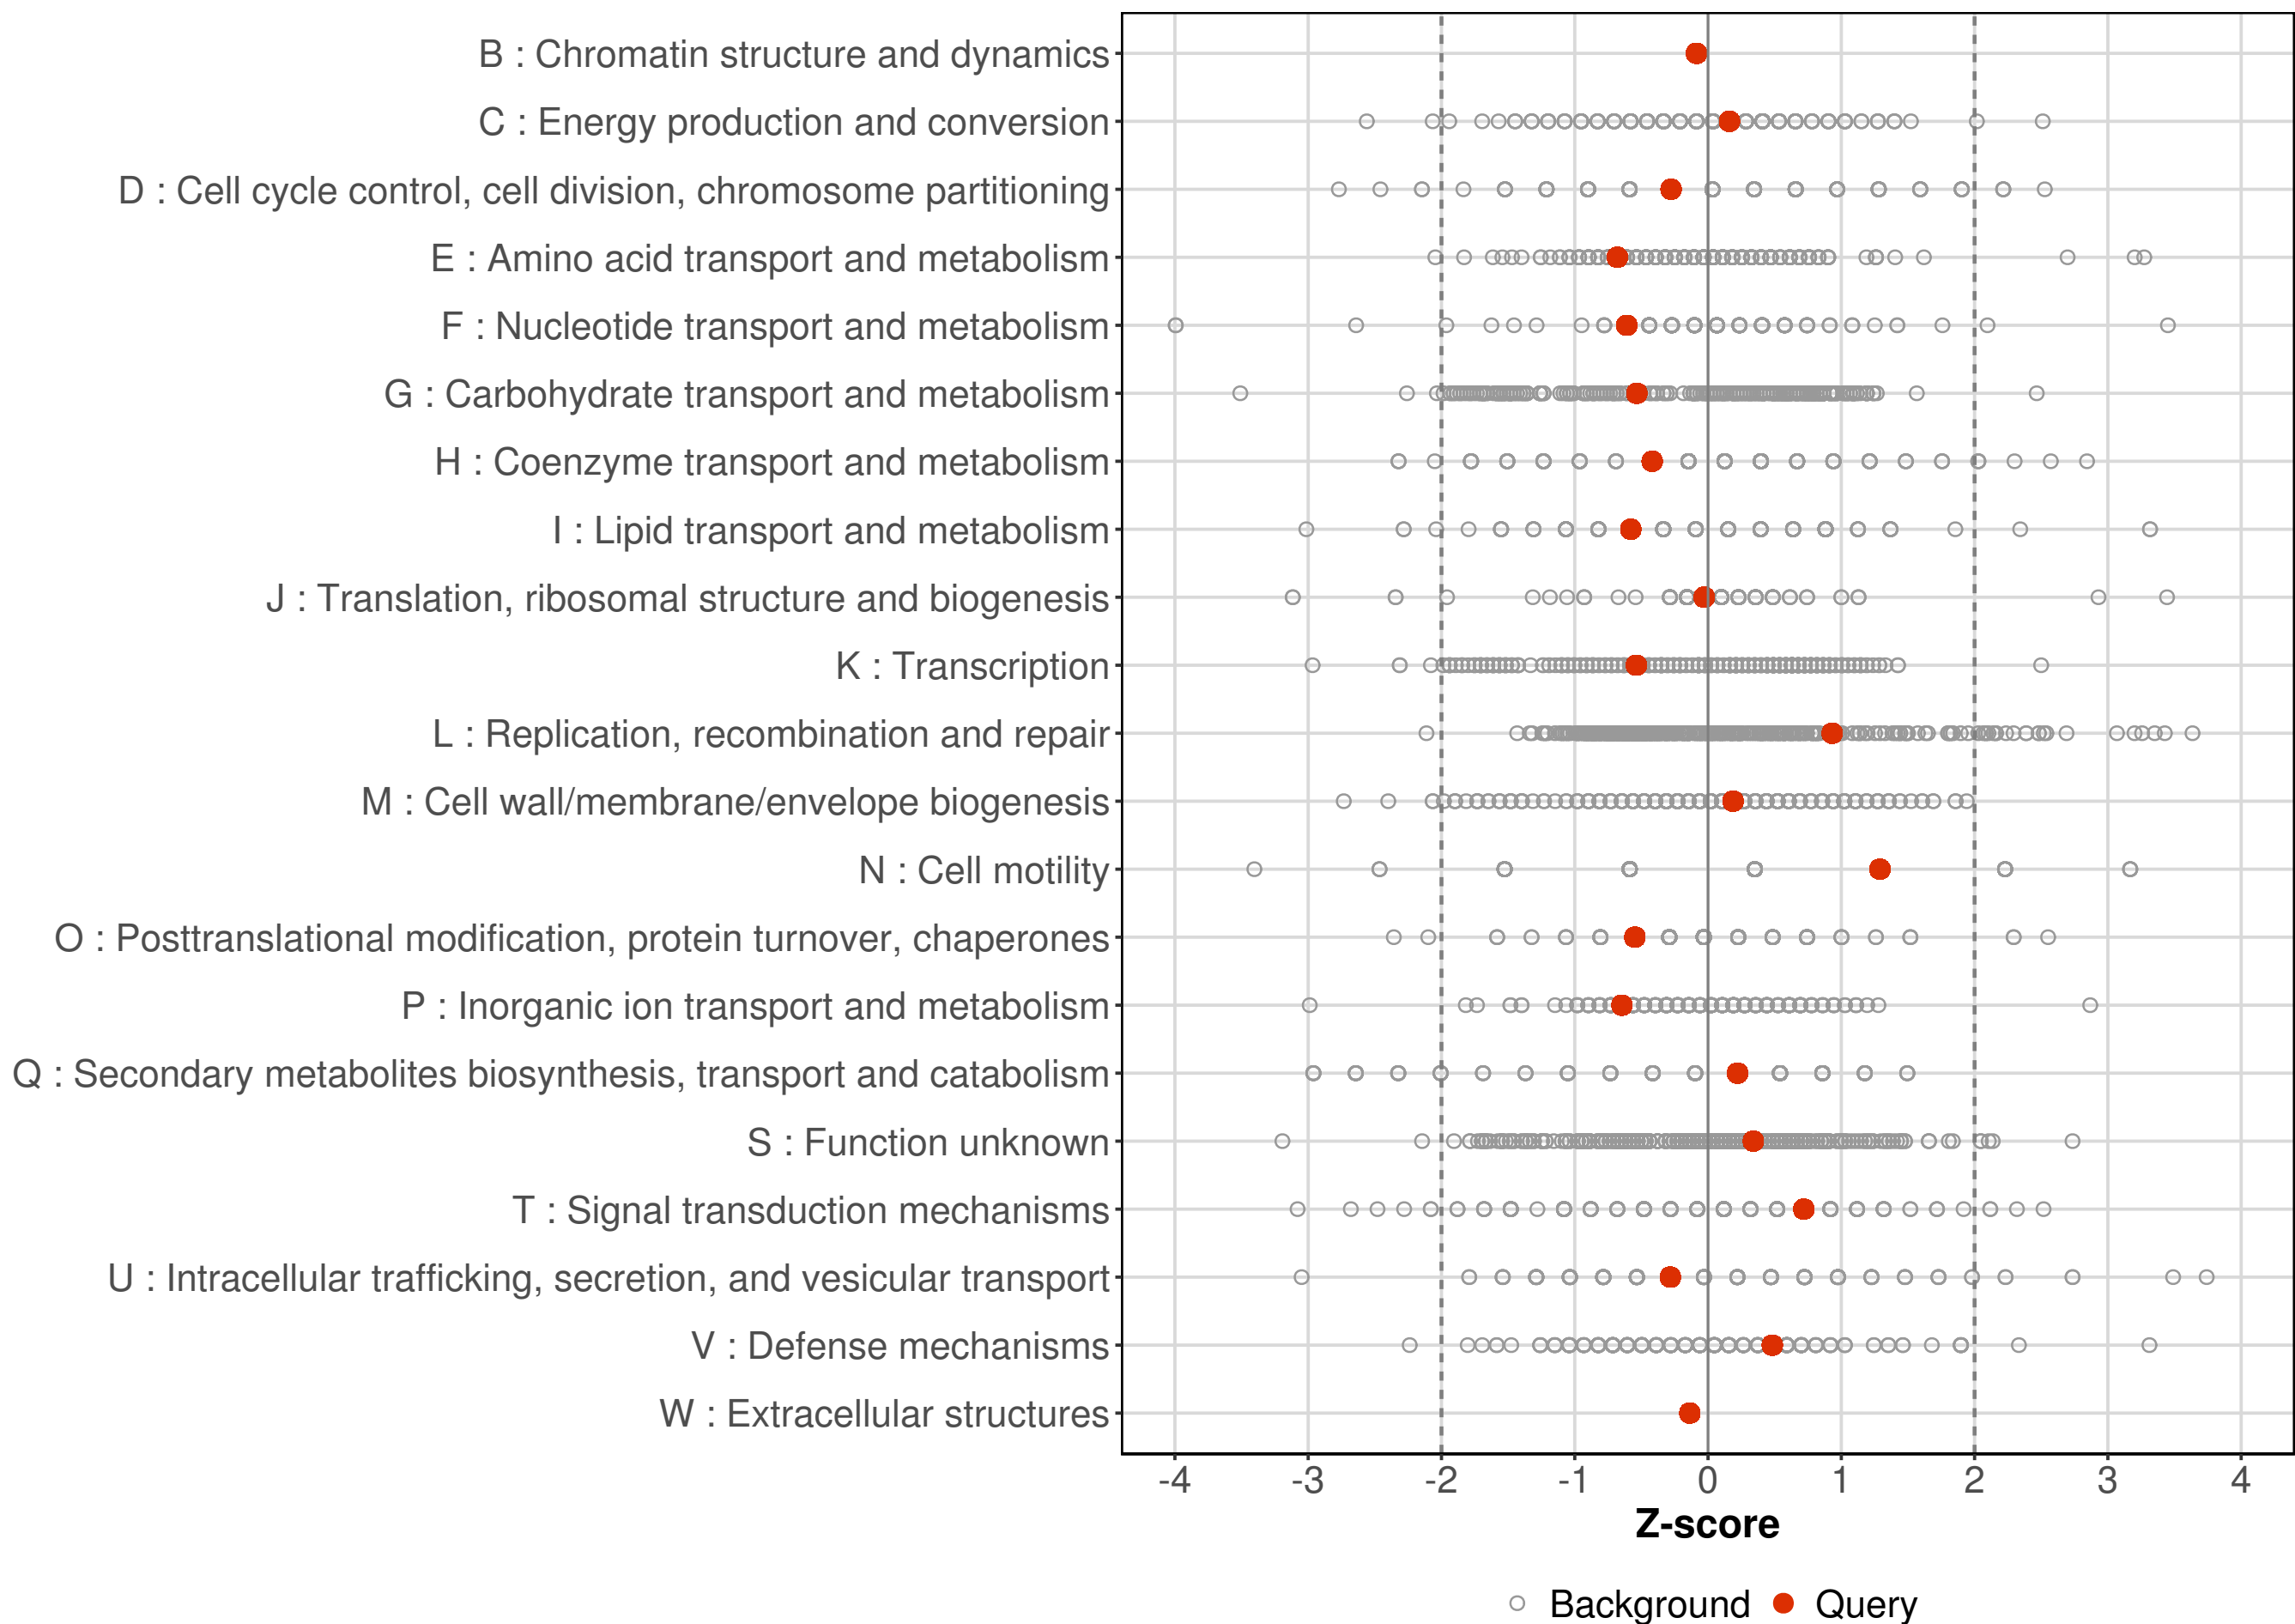 B : Chromatin structure and dynamics
C : Energy production and conversion
D : Cell cycle control, cell division, chromosome partitioning
E : Amino acid transport and metabolism
F : Nucleotide transport and metabolism
G : Carbohydrate transport and metabolism
H : Coenzyme transport and metabolism
I : Lipid transport and metabolism
J : Translation, ribosomal structure and biogenesis
K : Transcription
L : Replication, recombination and repair
M : Cell wall/membrane/envelope biogenesis
N : Cell motility
O : Posttranslational modification, protein turnover, chaperones
P : Inorganic ion transport and metabolism
Q : Secondary metabolites biosynthesis, transport and catabolism
S : Function unknown
T : Signal transduction mechanisms
U : Intracellular trafficking, secretion, and vesicular transport
V : Defense mechanisms
W : Extracellular structures
-4 -3 -2 -1 0 1 2 3 4
Z-score
Background Query